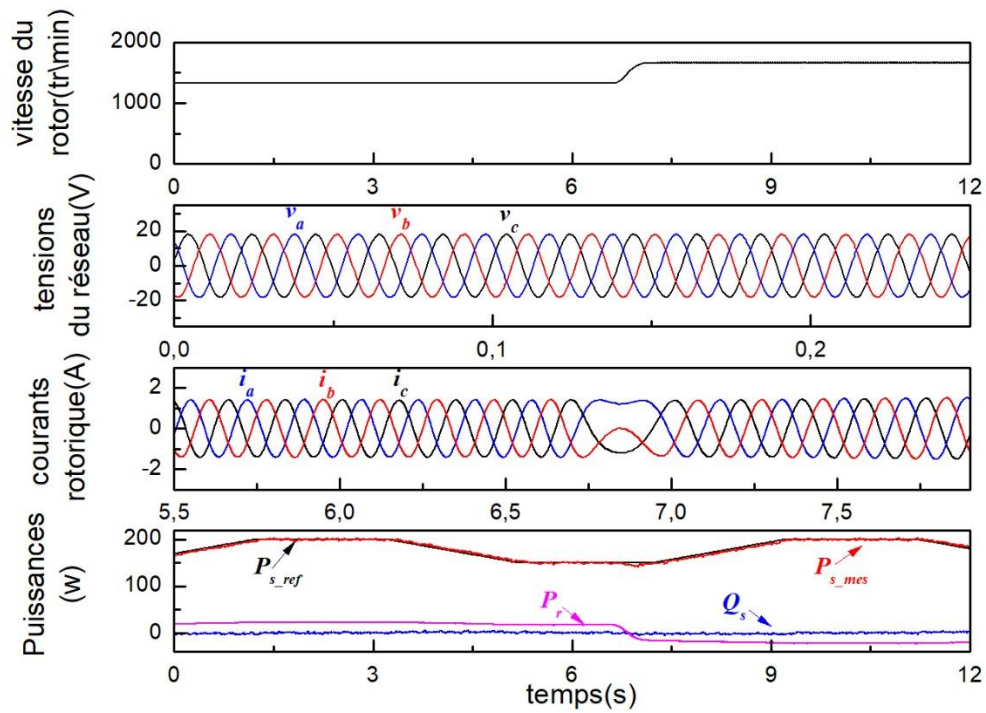 vitesse du
rotor(tr\min)
2000
1000
0
0 3 6 9 12
tensions
du réseau(V)
v_a v_b v_c
20
0
-20
0,0 0,1 0,2
courants
rotorique(A)
i_a i_b i_c
2
0
-2
5,5 6,0 6,5 7,0 7,5
Puissances
(w)
200
100
0
P_s_ref
P_s_mes
P_r
Q_s
0 3 6 9 12
temps(s)